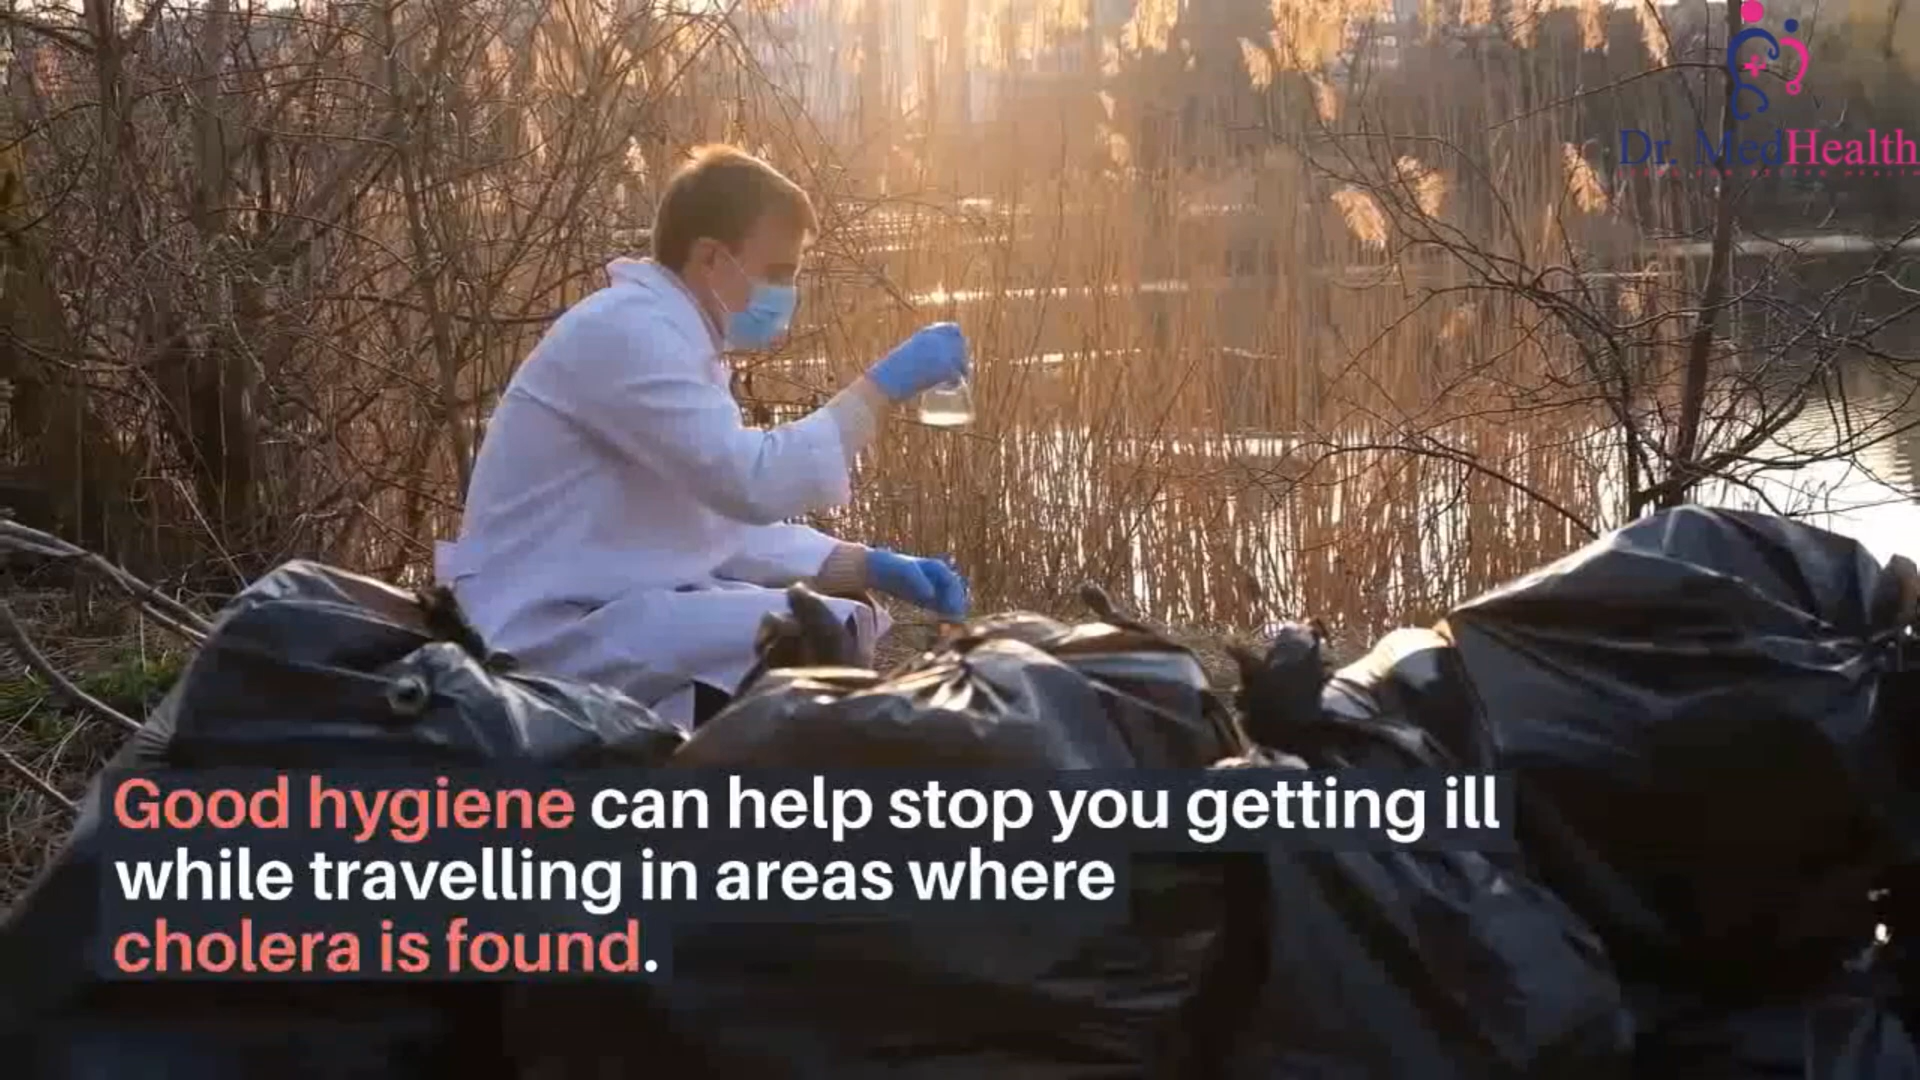 Dr. MedHealth
Good hygiene can help stop you getting ill
while travelling in areas where
cholera is found.